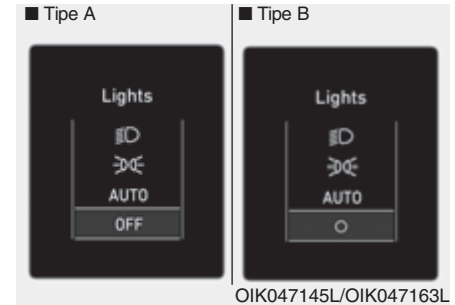 ■ Tipe A
■ Tipe B
Lights
AUTO
OFF
Lights
AUTO
O
OIK047145L/OIK047163L